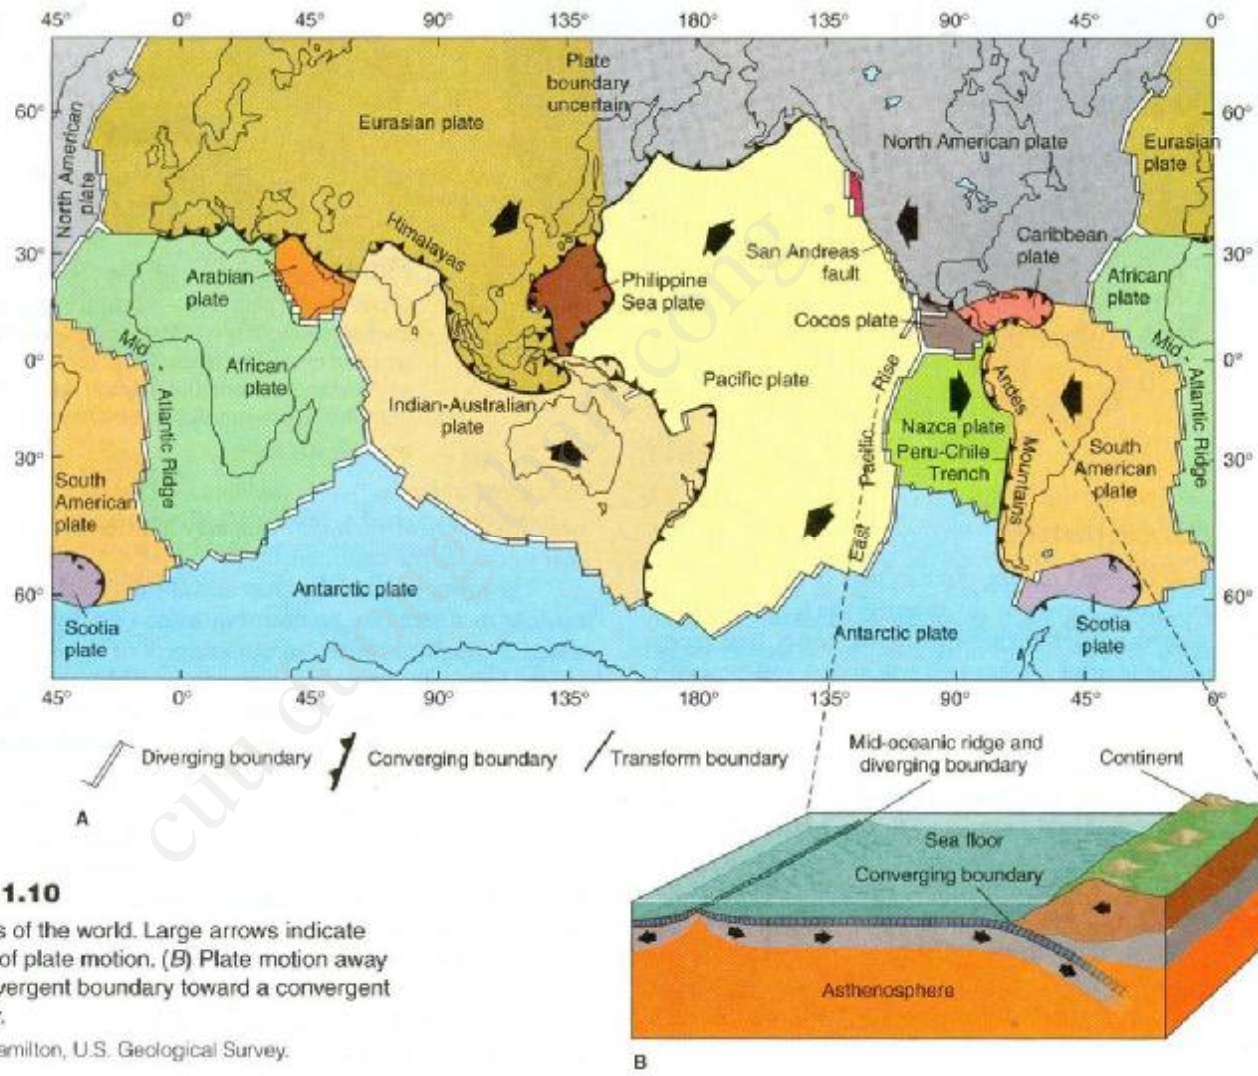 45° 0° 45° 90° 135° 180° 135° 90° 45° 0°
60°
30°
0°
30°
60°
60°
30°
0°
30°
60°
North American
plate
Eurasian plate
Plate
boundary
uncertain
North American plate
Eurasian
plate
Himalayas
Arabian
plate
Philippine
Sea plate
San Andreas
fault
Caribbean
plate
African
plate
Cocos plate
Mid
Atlantic Ridge
African
plate
Indian-Australian
plate
Pacific plate
East Pacific Rise
Nazca plate
Peru-Chile
Trench
Andes
Mountains
South
American
plate
Mid
Atlantic Ridge
South
American
plate
Antarctic plate
Antarctic plate
Scotia
plate
Scotia
plate
45° 0° 45° 90° 135° 180° 135° 90° 45° 0°
Diverging boundary
Converging boundary
Transform boundary
A
Mid-oceanic ridge and
diverging boundary
Continent
Sea floor
Converging boundary
Asthenosphere
B
1.10
s of the world. Large arrows indicate
of plate motion. (B) Plate motion away
vergent boundary toward a convergent
amilton, U.S. Geological Survey.
cuu duong than cong .